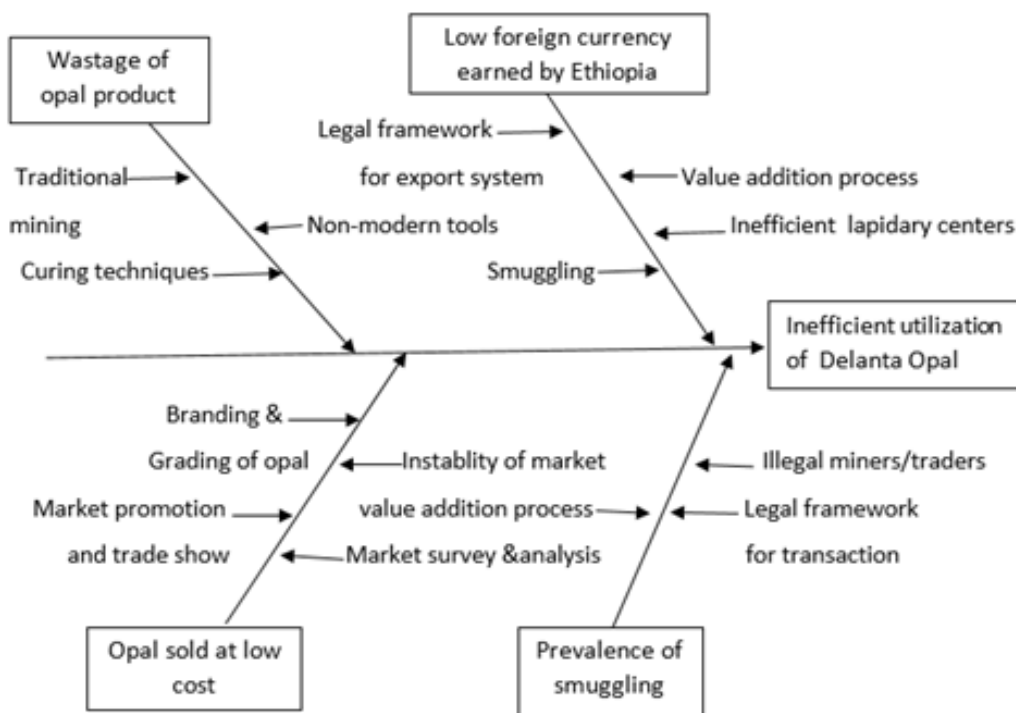 Wastage of
opal product
Low foreign currency
earned by Ethiopia
Traditional
mining
Non-modern tools
Curing techniques
Legal framework
for export system
Value addition process
Inefficient lapidary centers
Smuggling
Inefficient utilization
of Delanta Opal
Branding &
Grading of opal
Instablity of market
Market promotion
and trade show
Market survey &analysis
value addition process
Illegal miners/traders
Legal framework
for transaction
Opal sold at low
cost
Prevalence of
smuggling